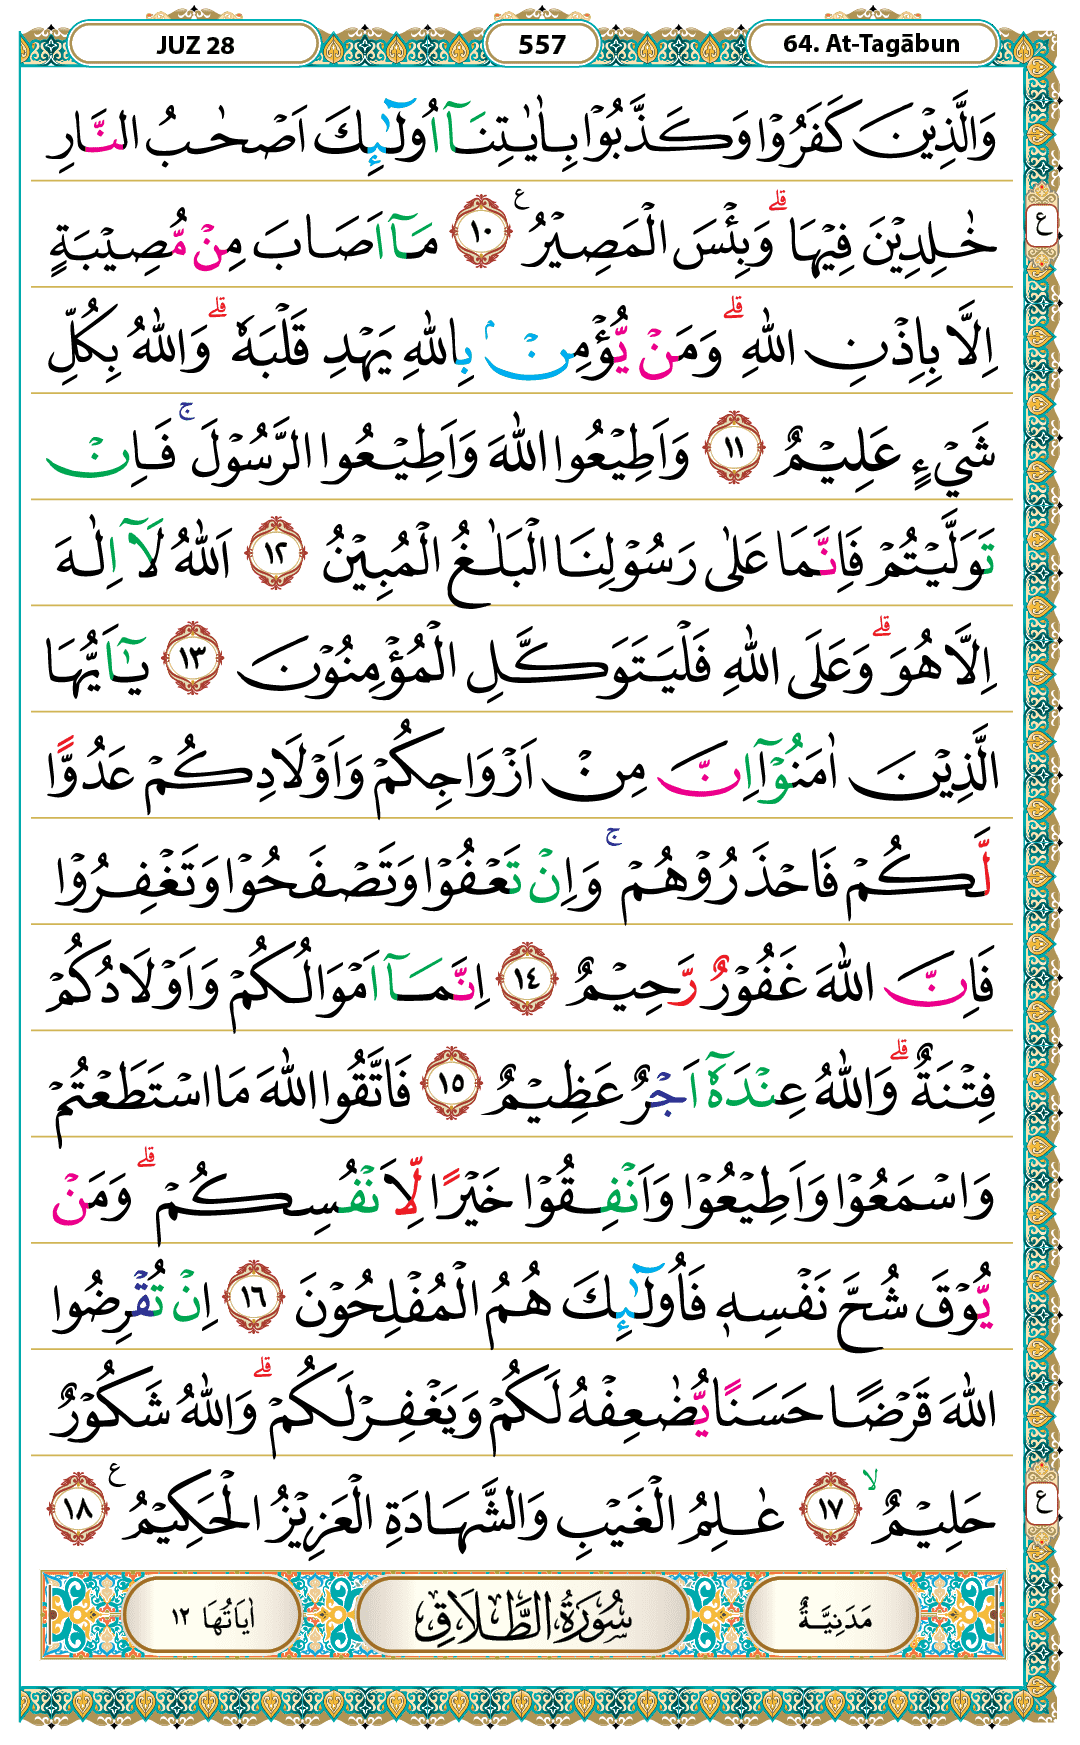 JUZ 28
557
64. At-Tagābun
وَالَّذِيْنَ كَفَرُوْا وَكَذَّبُوْا بِاٰيٰتِنَآ اُولٰۤىِٕكَ اَصْحٰبُ النَّارِ
خٰلِدِيْنَ فِيْهَاۗ وَبِئْسَ الْمَصِيْرُ ࣖ ١٠ مَآ اَصَابَ مِنْ مُّصِيْبَةٍ
اِلَّا بِاِذْنِ اللّٰهِ ۗوَمَنْ يُّؤْمِنْۢ بِاللّٰهِ يَهْدِ قَلْبَهٗ ۗوَاللّٰهُ بِكُلِّ
شَيْءٍ عَلِيْمٌ ١١ وَاَطِيْعُوا اللّٰهَ وَاَطِيْعُوا الرَّسُوْلَۚ فَاِنْ
تَوَلَّيْتُمْ فَاِنَّمَا عَلٰى رَسُوْلِنَا الْبَلٰغُ الْمُبِيْنُ ١٢ اَللّٰهُ لَآ اِلٰهَ
اِلَّا هُوَۗ وَعَلَى اللّٰهِ فَلْيَتَوَكَّلِ الْمُؤْمِنُوْنَ ١٣ يٰٓاَيُّهَا
الَّذِيْنَ اٰمَنُوْٓا اِنَّ مِنْ اَزْوَاجِكُمْ وَاَوْلَادِكُمْ عَدُوًّا
لَّكُمْ فَاحْذَرُوْهُمْۚ وَاِنْ تَعْفُوْا وَتَصْفَحُوْا وَتَغْفِرُوْا
فَاِنَّ اللّٰهَ غَفُوْرٌ رَّحِيْمٌ ١٤ اِنَّمَآ اَمْوَالُكُمْ وَاَوْلَادُكُمْ
فِتْنَةٌ ۗوَاللّٰهُ عِنْدَهٗٓ اَجْرٌ عَظِيْمٌ ١٥ فَاتَّقُوا اللّٰهَ مَا اسْتَطَعْتُمْ
وَاسْمَعُوْا وَاَطِيْعُوْا وَاَنْفِقُوْا خَيْرًا لِّاَنْفُسِكُمْۗ وَمَنْ
يُّوْقَ شُحَّ نَفْسِهٖ فَاُولٰۤىِٕكَ هُمُ الْمُفْلِحُوْنَ ١٦ اِنْ تُقْرِضُوا
اللّٰهَ قَرْضًا حَسَنًا يُّضٰعِفْهُ لَكُمْ وَيَغْفِرْ لَكُمْۗ وَاللّٰهُ شَكُوْرٌ
حَلِيْمٌۙ ١٧ عٰلِمُ الْغَيْبِ وَالشَّهَادَةِ الْعَزِيْزُ الْحَكِيْمُ ࣖ ١٨
ع
ع
مَدَنِيَّةٌ
سُوْرَةُ الطَّلَاقِ
اٰيَاتُهَا ١٢